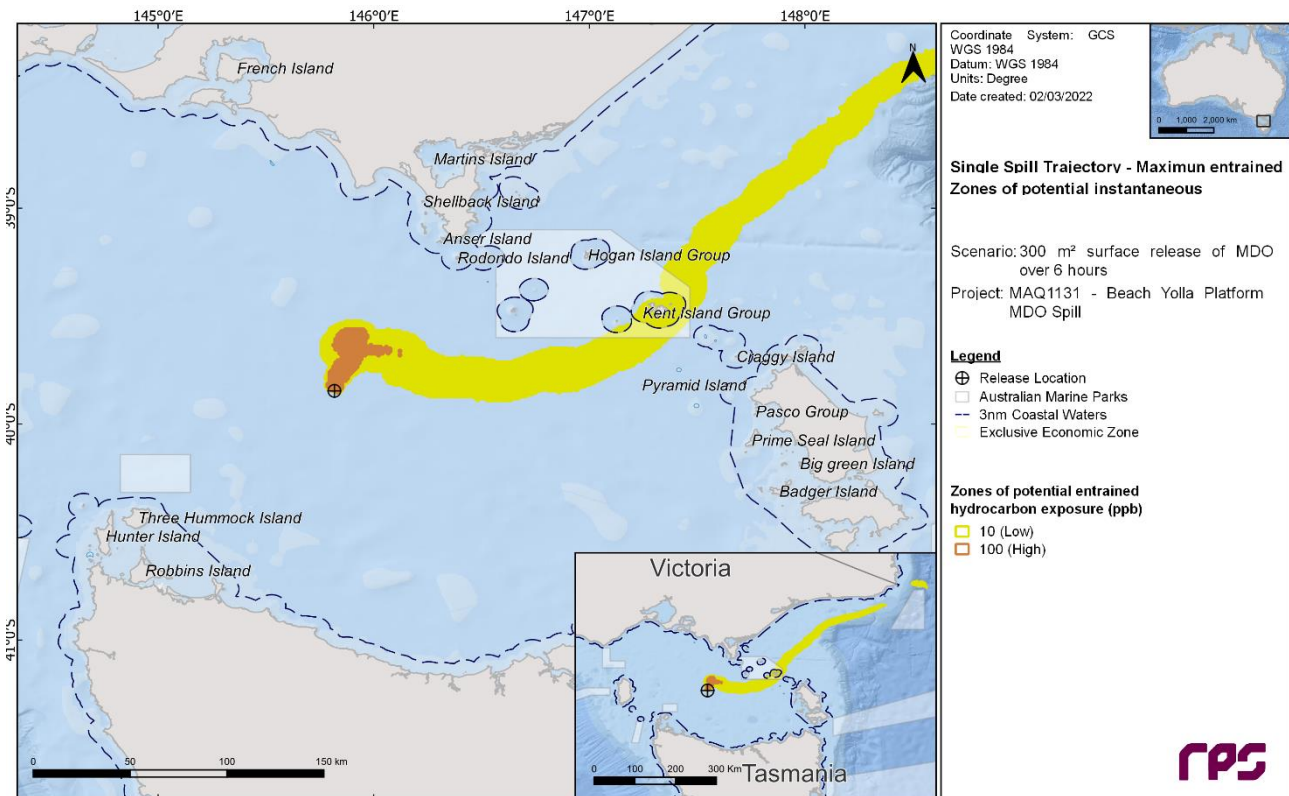 145°0'E
146°0'E
147°0'E
148°0'E
39°0'S
40°0'S
41°0'S
French Island
Martins Island
Shellback Island
Anser Island
Rodondo Island
Hogan Island Group
Kent Island Group
Craggy Island
Pyramid Island
Pasco Group
Prime Seal Island
Big green Island
Badger Island
Three Hummock Island
Hunter Island
Robbins Island
N
0 50 100 150 km
Victoria
Tasmania
0 100 200 300 Km
Coordinate System: GCS
WGS 1984
Datum: WGS 1984
Units: Degree
Date created: 02/03/2022
0 1,000 2,000 km
Single Spill Trajectory - Maximun entrained
Zones of potential instantaneous
Scenario: 300 m² surface release of MDO
over 6 hours
Project: MAQ1131 - Beach Yolla Platform
MDO Spill
Legend
Release Location
Australian Marine Parks
3nm Coastal Waters
Exclusive Economic Zone
Zones of potential entrained
hydrocarbon exposure (ppb)
10 (Low)
100 (High)
rps